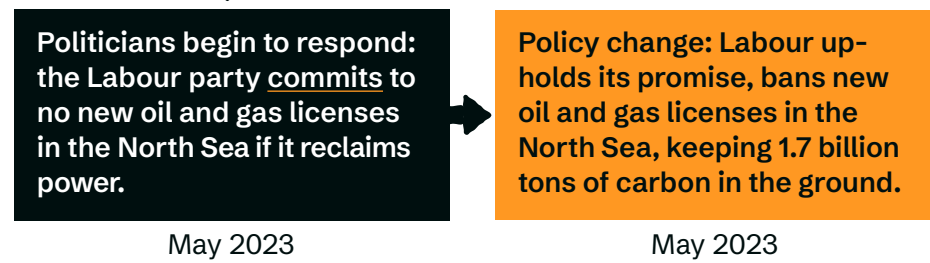 Politicians begin to respond:
the Labour party commits to
no new oil and gas licenses
in the North Sea if it reclaims
power.
May 2023
Policy change: Labour up-
holds its promise, bans new
oil and gas licenses in the
North Sea, keeping 1.7 billion
tons of carbon in the ground.
May 2023